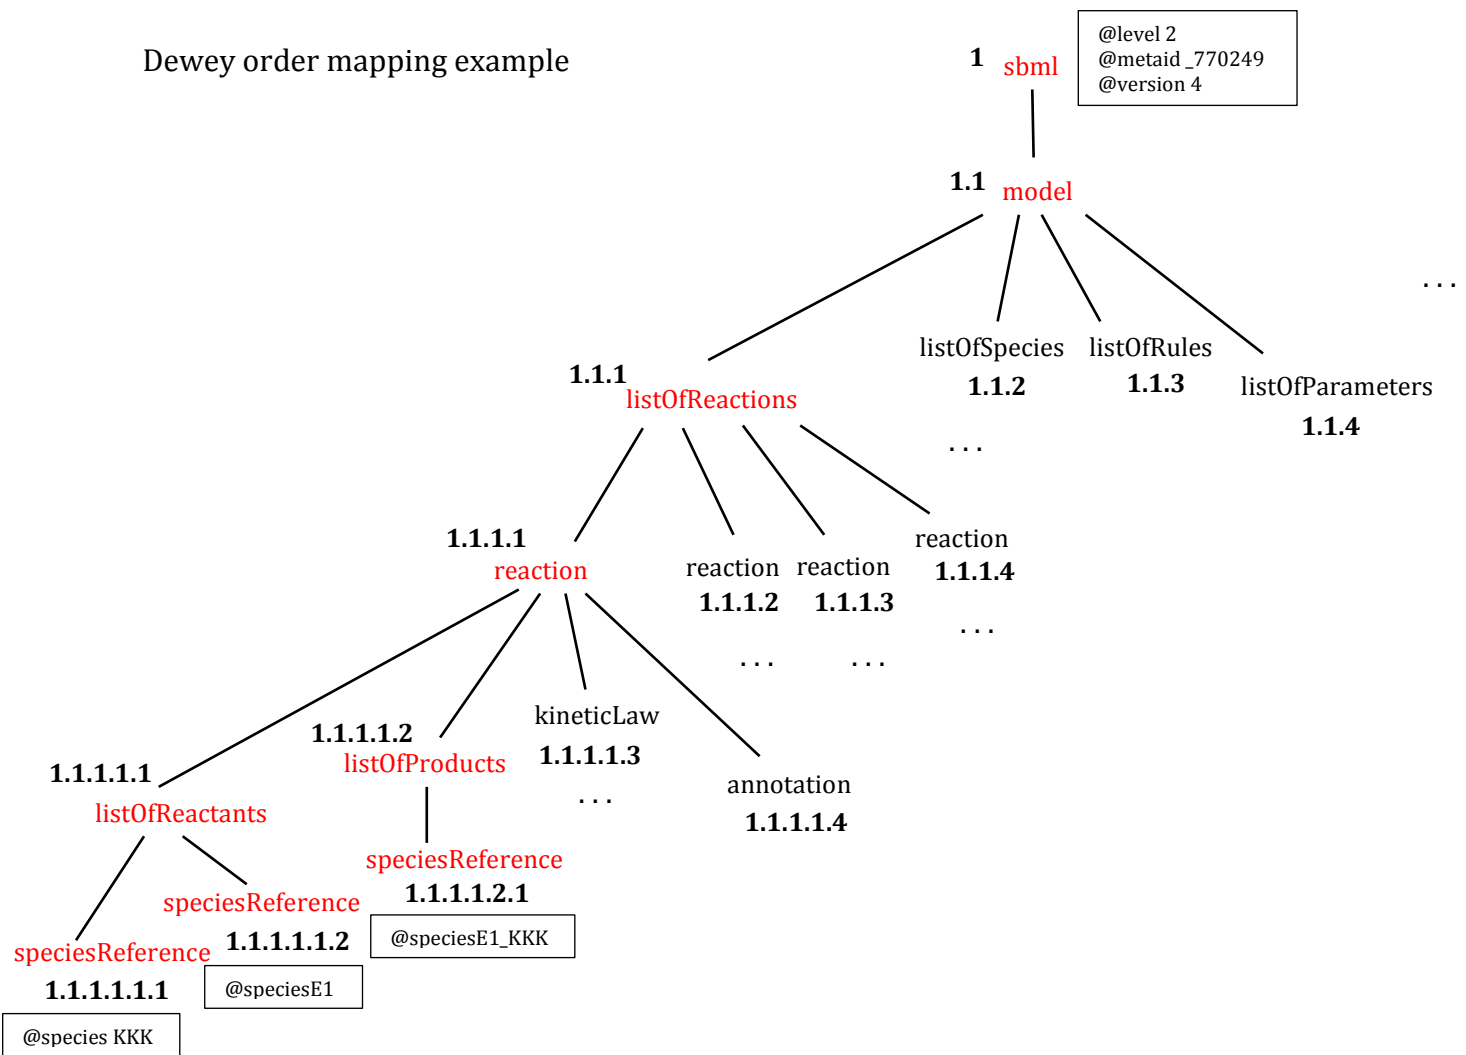 Dewey order mapping example
1 sbml
@level 2
@metaid _770249
@version 4
1.1 model
. . .
listOfSpecies
1.1.2
listOfRules
1.1.3
listOfParameters
1.1.4
1.1.1
listOfReactions
. . .
1.1.1.1
reaction
reaction
1.1.1.2
reaction
1.1.1.3
reaction
1.1.1.4
. . .
. . .
. . .
1.1.1.1.1
listOfReactants
1.1.1.1.2
listOfProducts
kineticLaw
1.1.1.1.3
. . .
annotation
1.1.1.1.4
speciesReference
1.1.1.1.2.1
@speciesE1_KKK
speciesReference
1.1.1.1.1.2
@speciesE1
speciesReference
1.1.1.1.1.1
@species KKK